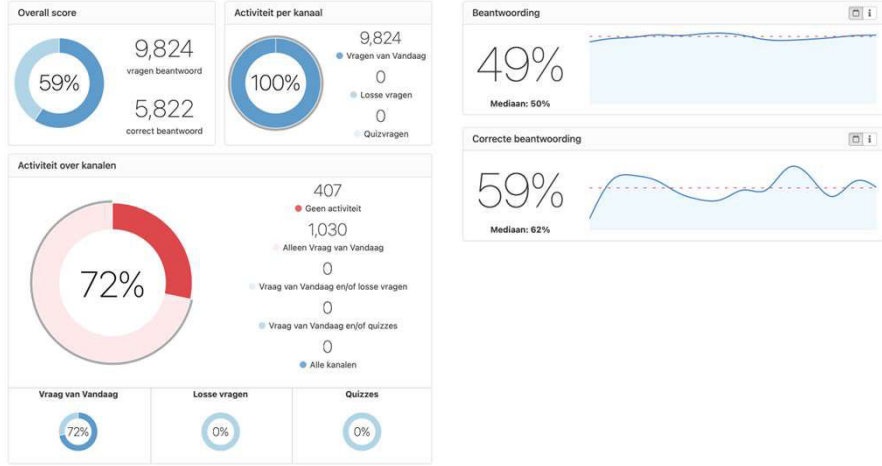 Overall score
59%
9,824
vragen beantwoord
5,822
correct beantwoord
Activiteit per kanaal
100%
9,824
Vragen van Vandaag
0
Losse vragen
0
Quizvragen
Activiteit over kanalen
72%
407
Geen activiteit
1,030
Alleen Vraag van Vandaag
0
Vraag van Vandaag en/of losse vragen
0
Vraag van Vandaag en/of quizzes
0
Alle kanalen
Vraag van Vandaag
72%
Losse vragen
0%
Quizzes
0%
Beantwoording
i
49%
Mediaan: 50%
Correcte beantwoording
i
59%
Mediaan: 62%